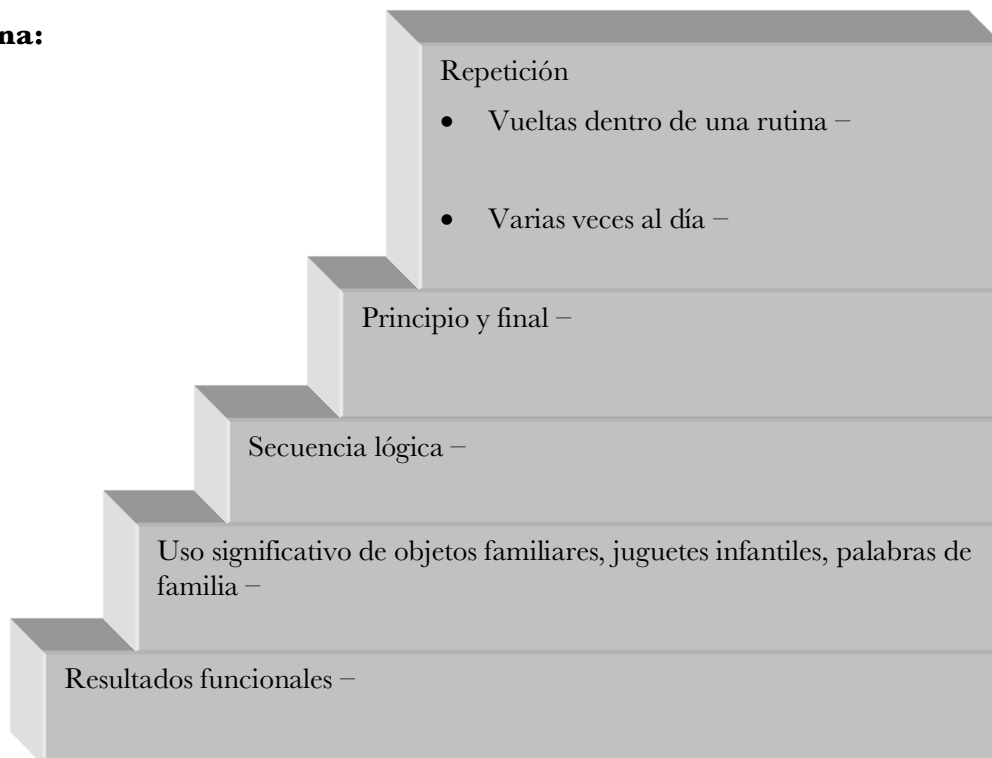 na:
Repetición
• Vueltas dentro de una rutina –
• Varias veces al día –
Principio y final –
Secuencia lógica –
Uso significativo de objetos familiares, juguetes infantiles, palabras de
familia –
Resultados funcionales –